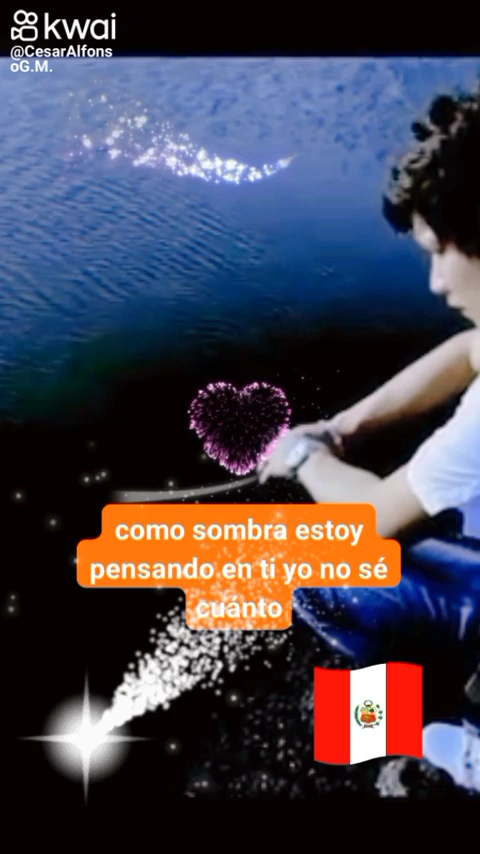 kwai
@CesarAlfons
oG.M.
como sombra estoy
pensando en ti yo no sé
cuánto